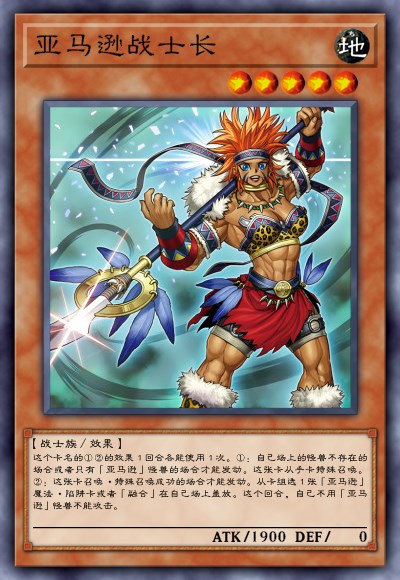 亚马逊战士长
地
【战士族/效果】
这个卡名的①②的效果1回合各能使用1次。①：自己场上的怪兽不存在的
场合或者只有「亚马逊」怪兽的场合才能发动。这张卡从手卡特殊召唤。
②：这张卡召唤·特殊召唤成功的场合才能发动。从卡组选1张「亚马逊」
魔法·陷阱卡或者「融合」在自己场上盖放。这个回合，自己不用「亚马
逊」怪兽不能攻击。
ATK/1900 DEF/ 0